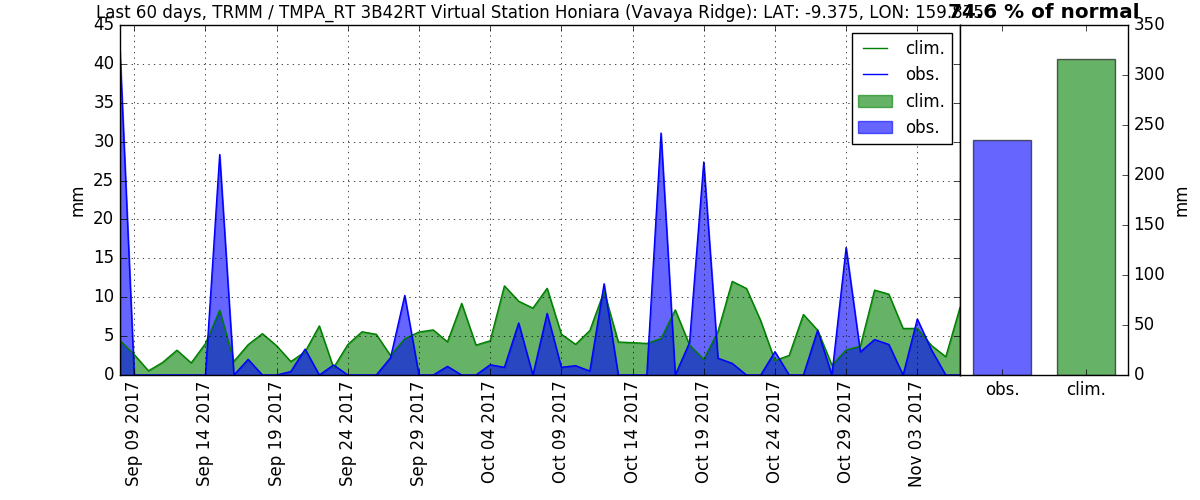 Last 60 days, TRMM / TMPA_RT 3B42RT Virtual Station Honiara (Vavaya Ridge): LAT: -9.375, LON:
74.6 % of normal
45
40
35
30
25
20
15
10
5
0
mm
clim.
obs.
clim.
obs.
350
300
250
200
150
100
50
0
mm
obs.
clim.
Sep 09 2017
Sep 14 2017
Sep 19 2017
Sep 24 2017
Sep 29 2017
Oct 04 2017
Oct 09 2017
Oct 14 2017
Oct 19 2017
Oct 24 2017
Oct 29 2017
Nov 03 2017